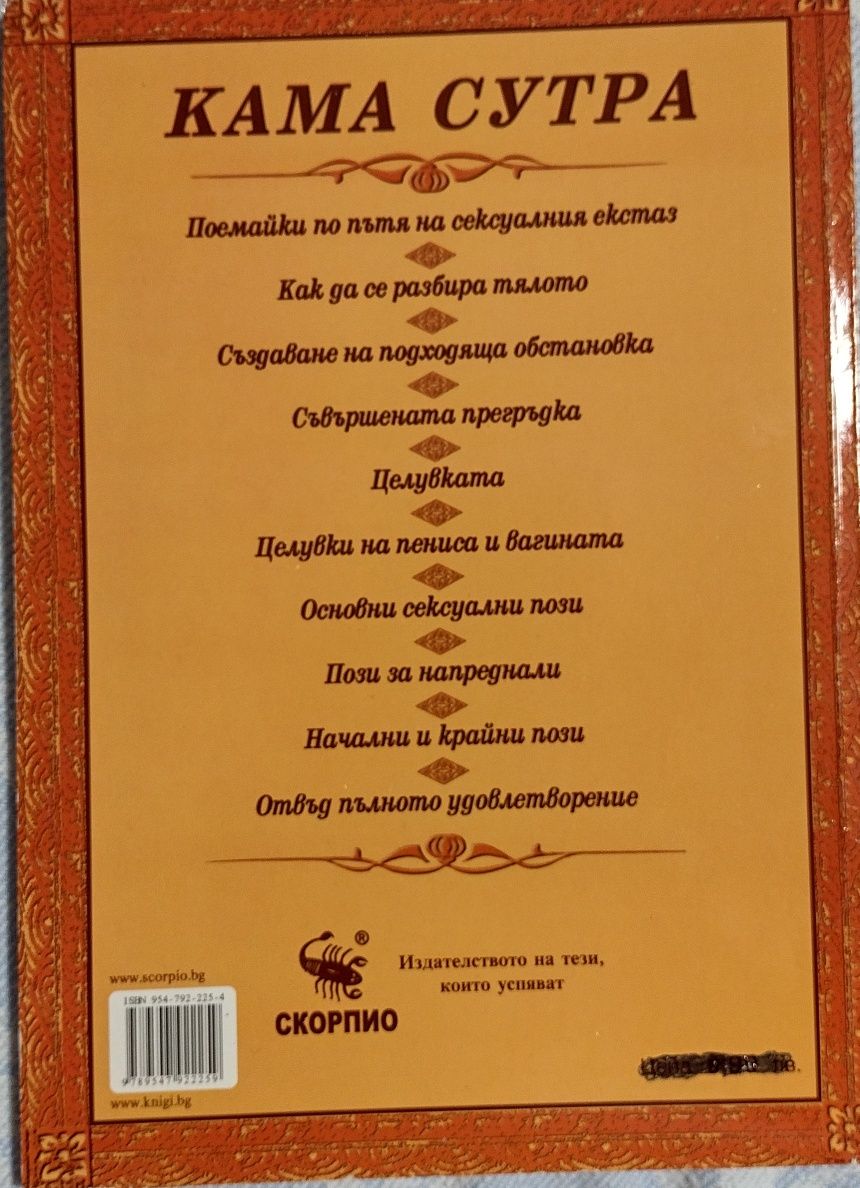 КАМА СУТРА
Поемайки по пътя на сексуалния екстаз
Как да се разбира тялото
Създаване на подходяща обстановка
Съвършената прегръдка
Целувката
Целувки на пениса и вагината
Основни сексуални пози
Пози за напреднали
Начални и крайни пози
Отвъд пълното удовлетворение
®
СКОРПИО
Издателството на тези,
които успяват
www.scorpio.bg
ISBN 954-792-225-4
9789547922259
www.knigi.bg